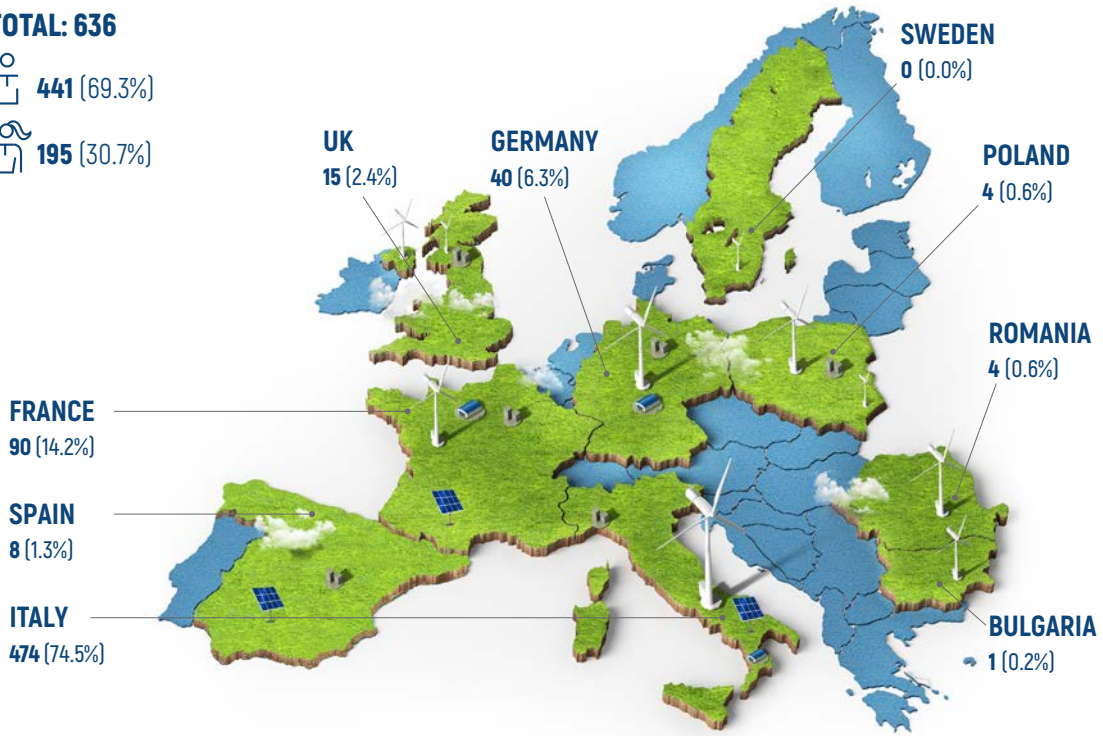 TOTAL: 636
441 (69.3%)
195 (30.7%)
SWEDEN
0 (0.0%)
UK
15 (2.4%)
GERMANY
40 (6.3%)
POLAND
4 (0.6%)
ROMANIA
4 (0.6%)
FRANCE
90 (14.2%)
SPAIN
8 (1.3%)
ITALY
474 (74.5%)
BULGARIA
1 (0.2%)